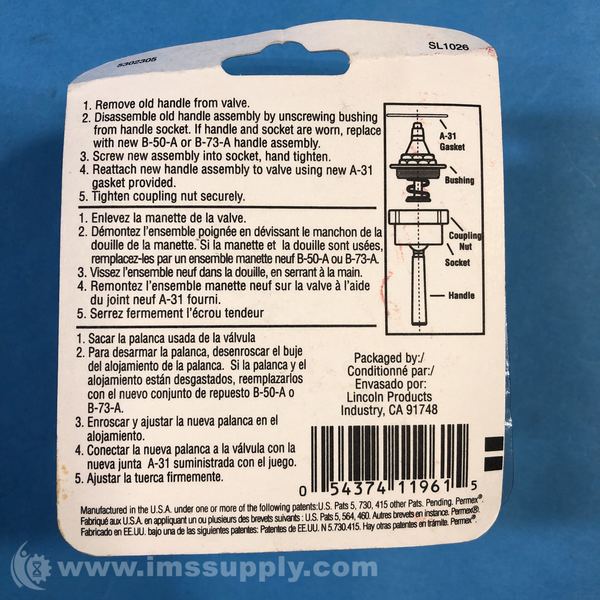 5302305
SL1026
1. Remove old handle from valve.
2. Disassemble old handle assembly by unscrewing bushing
from handle socket. If handle and socket are worn, replace
with new B-50-A or B-73-A handle assembly.
3. Screw new assembly into socket, hand tighten.
4. Reattach new handle assembly to valve using new A-31
gasket provided.
5. Tighten coupling nut securely.
1. Enlevez la manette de la valve.
2. Démontez l'ensemble poignée en dévissant le manchon de la
douille de la manette. Si la manette et la douille sont usées,
remplacez-les par un ensemble manette neuf B-50-A ou B-73-A.
3. Vissez l'ensemble neuf dans la douille, en serrant à la main.
4. Remontez l'ensemble manette neuf sur la valve à l'aide
du joint neuf A-31 fourni.
5. Serrez fermement l'écrou tendeur
1. Sacar la palanca usada de la válvula
2. Para desarmar la palanca, desenroscar el buje
del alojamiento de la palanca. Si la palanca y el
alojamiento están desgastados, reemplazarlos
con el nuevo conjunto de repuesto B-50-A o
B-73-A.
3. Enroscar y ajustar la nueva palanca en el
alojamiento.
4. Conectar la nueva palanca a la válvula con la
nueva junta A-31 suministrada con el juego.
5. Ajustar la tuerca firmemente.
A-31
Gasket
Bushing
Coupling
Nut
Socket
Handle
Packaged by:/
Conditionné par:/
Envasado por:
Lincoln Products
Industry, CA 91748
0 54374 11961 5
Manufactured in the U.S.A. under one or more of the following patents:U.S. Pats 5, 730, 415 other Pats. Pending. Permex®.
Fabriqué aux U.S.A. en appliquant un ou plusieurs des brevets suivants : U.S. Pats 5, 564, 460. Autres brevets en instance. Permex®.
Fabricado en EE.UU. bajo una de las siguientes Patentes: Patentes de EE.UU. N 5.730.415. Hay otras patentes en trámite. Permex®.
www.imssupply.com